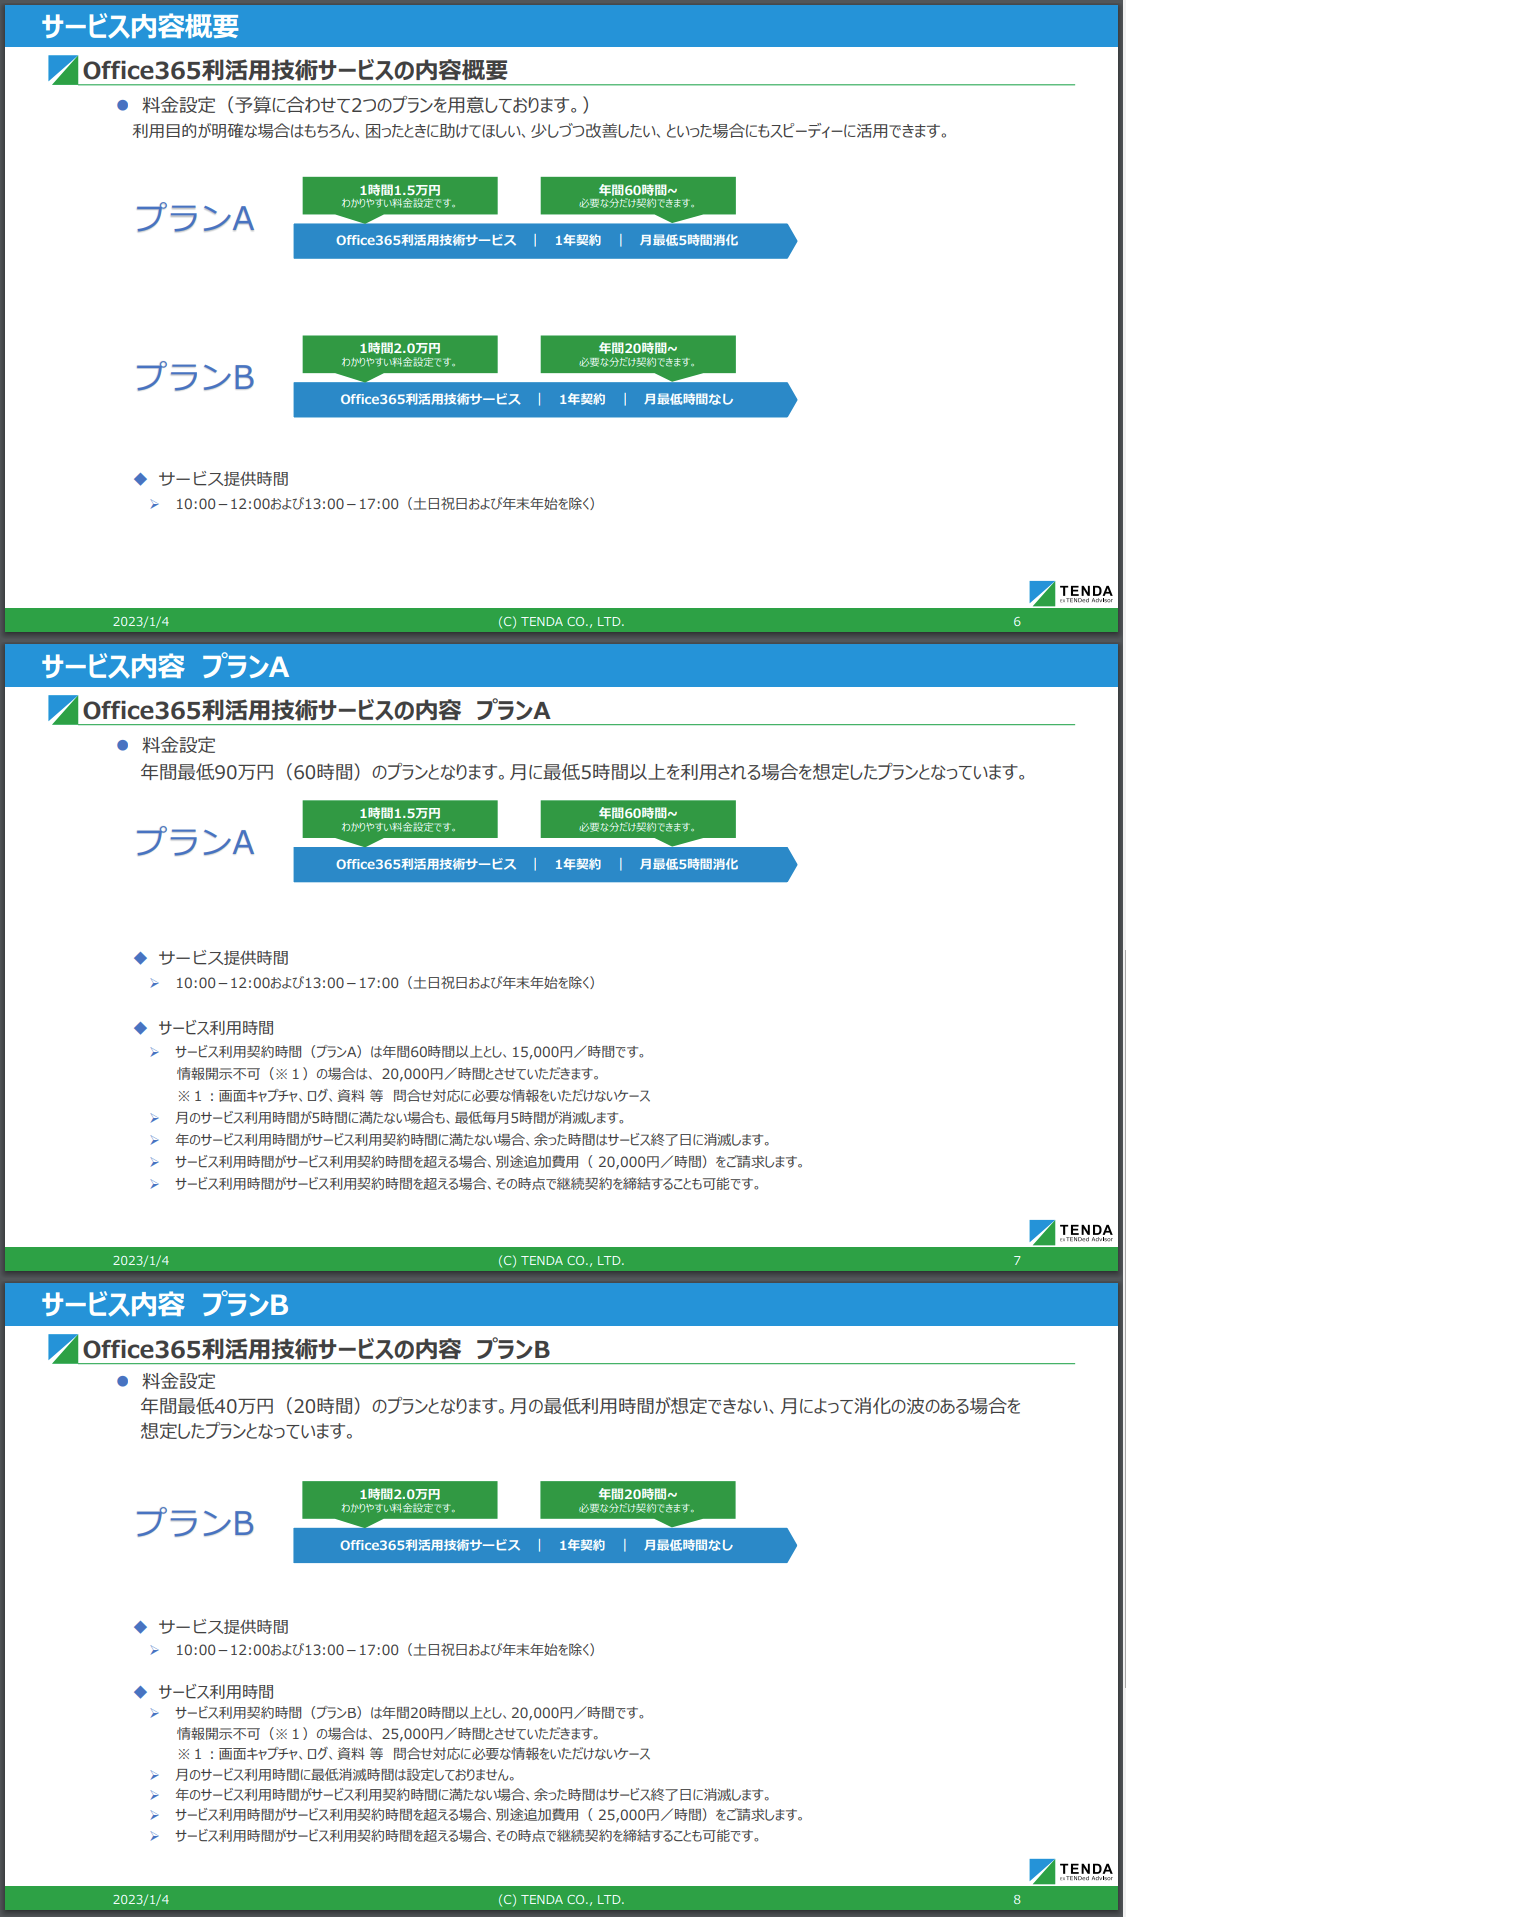 サービス内容概要
Office365利活用技術サービスの内容概要
● 料金設定（予算に合わせて2つのプランを用意しております。）
利用目的が明確な場合はもちろん、困ったときに助けてほしい、少しづつ改善したい、といった場合にもスピーディーに活用できます。
1時間1.5万円
わかりやすい料金設定です。
年間60時間~
必要な分だけ契約できます。
プランA
Office365利活用技術サービス ｜ 1年契約 ｜ 月最低5時間消化
1時間2.0万円
わかりやすい料金設定です。
年間20時間~
必要な分だけ契約できます。
プランB
Office365利活用技術サービス ｜ 1年契約 ｜ 月最低時間なし
◆ サービス提供時間
➢ 10:00－12:00および13:00－17:00（土日祝日および年末年始を除く）
TENDA
exTENDed Advisor
2023/1/4 (C) TENDA CO., LTD. 6
サービス内容 プランA
Office365利活用技術サービスの内容 プランA
● 料金設定
年間最低90万円（60時間）のプランとなります。月に最低5時間以上を利用される場合を想定したプランとなっています。
1時間1.5万円
わかりやすい料金設定です。
年間60時間~
必要な分だけ契約できます。
プランA
Office365利活用技術サービス ｜ 1年契約 ｜ 月最低5時間消化
◆ サービス提供時間
➢ 10:00－12:00および13:00－17:00（土日祝日および年末年始を除く）
◆ サービス利用時間
➢ サービス利用契約時間（プランA）は年間60時間以上とし、15,000円／時間です。
情報開示不可（※１）の場合は、20,000円／時間とさせていただきます。
※１：画面キャプチャ、ログ、資料 等 問合せ対応に必要な情報をいただけないケース
➢ 月のサービス利用時間が5時間に満たない場合も、最低毎月5時間が消滅します。
➢ 年のサービス利用時間がサービス利用契約時間に満たない場合、余った時間はサービス終了日に消滅します。
➢ サービス利用時間がサービス利用契約時間を超える場合、別途追加費用（ 20,000円／時間）をご請求します。
➢ サービス利用時間がサービス利用契約時間を超える場合、その時点で継続契約を締結することも可能です。
TENDA
exTENDed Advisor
2023/1/4 (C) TENDA CO., LTD. 7
サービス内容 プランB
Office365利活用技術サービスの内容 プランB
● 料金設定
年間最低40万円（20時間）のプランとなります。月の最低利用時間が想定できない、月によって消化の波のある場合を
想定したプランとなっています。
1時間2.0万円
わかりやすい料金設定です。
年間20時間~
必要な分だけ契約できます。
プランB
Office365利活用技術サービス ｜ 1年契約 ｜ 月最低時間なし
◆ サービス提供時間
➢ 10:00－12:00および13:00－17:00（土日祝日および年末年始を除く）
◆ サービス利用時間
➢ サービス利用契約時間（プランB）は年間20時間以上とし、20,000円／時間です。
情報開示不可（※１）の場合は、25,000円／時間とさせていただきます。
※１：画面キャプチャ、ログ、資料 等 問合せ対応に必要な情報をいただけないケース
➢ 月のサービス利用時間に最低消滅時間は設定しておりません。
➢ 年のサービス利用時間がサービス利用契約時間に満たない場合、余った時間はサービス終了日に消滅します。
➢ サービス利用時間がサービス利用契約時間を超える場合、別途追加費用（ 25,000円／時間）をご請求します。
➢ サービス利用時間がサービス利用契約時間を超える場合、その時点で継続契約を締結することも可能です。
TENDA
exTENDed Advisor
2023/1/4 (C) TENDA CO., LTD. 8